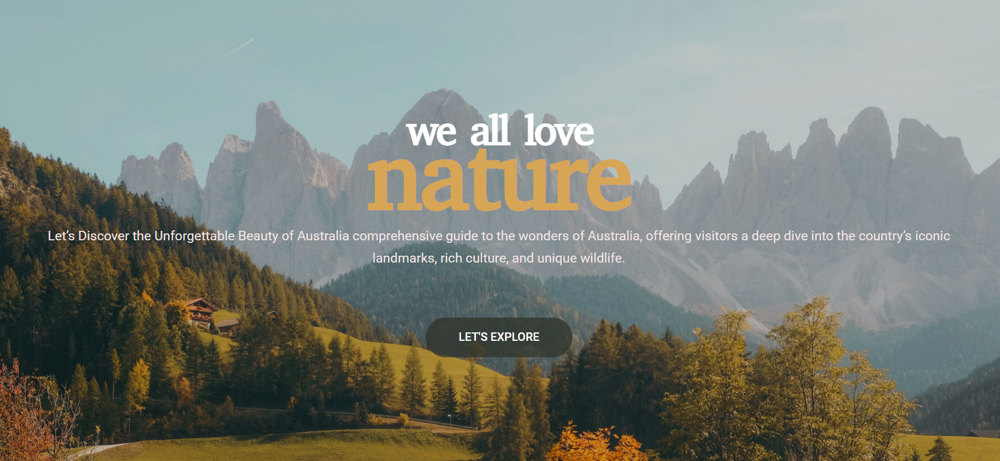 we all love
nature
Let’s Discover the Unforgettable Beauty of Australia comprehensive guide to the wonders of Australia, offering visitors a deep dive into the country’s iconic
landmarks, rich culture, and unique wildlife.
LET'S EXPLORE